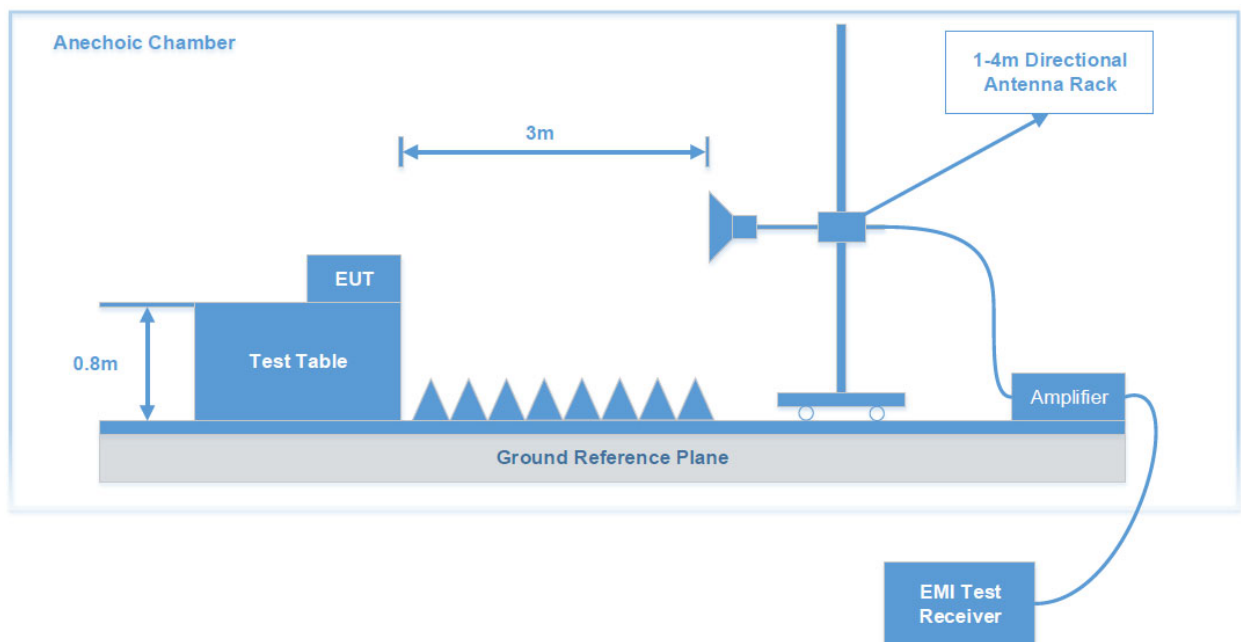 Anechoic Chamber
1-4m Directional
Antenna Rack
3m
EUT
0.8m
Test Table
Amplifier
Ground Reference Plane
EMI Test
Receiver